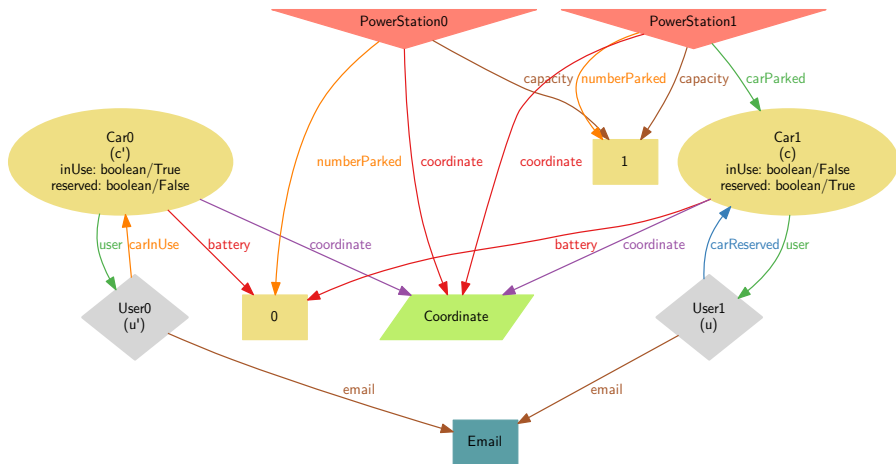 PowerStation0
PowerStation1
capacity
numberParked
capacity
carParked
Car0
(c')
inUse: boolean/True
reserved: boolean/False
numberParked
coordinate
coordinate
1
Car1
(c)
inUse: boolean/False
reserved: boolean/True
user
carInUse
battery
coordinate
battery
coordinate
carReserved
user
User0
(u')
0
Coordinate
User1
(u)
email
email
Email